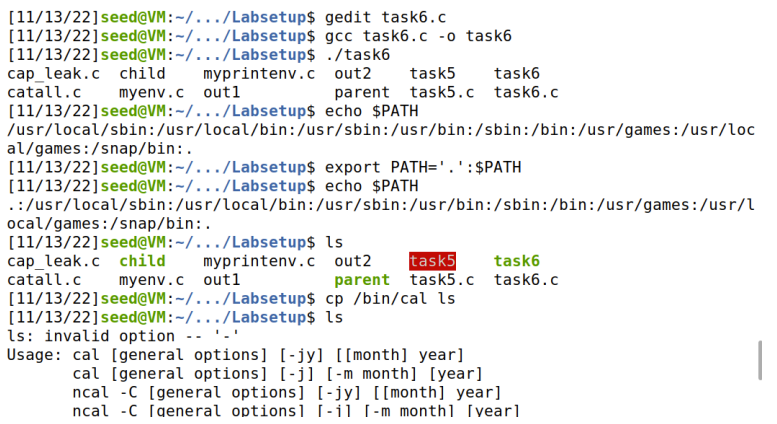 [11/13/22]seed@VM:~/.../Labsetup$ gedit task6.c
[11/13/22]seed@VM:~/.../Labsetup$ gcc task6.c -o task6
[11/13/22]seed@VM:~/.../Labsetup$ ./task6
cap_leak.c  child    myprintenv.c  out2    task5    task6
catall.c    myenv.c  out1          parent  task5.c  task6.c
[11/13/22]seed@VM:~/.../Labsetup$ echo $PATH
/usr/local/sbin:/usr/local/bin:/usr/sbin:/usr/bin:/sbin:/bin:/usr/games:/usr/loc
al/games:/snap/bin:.
[11/13/22]seed@VM:~/.../Labsetup$ export PATH='.':$PATH
[11/13/22]seed@VM:~/.../Labsetup$ echo $PATH
.:/usr/local/sbin:/usr/local/bin:/usr/sbin:/usr/bin:/sbin:/bin:/usr/games:/usr/l
ocal/games:/snap/bin:.
[11/13/22]seed@VM:~/.../Labsetup$ ls
cap_leak.c  child    myprintenv.c  out2    task5    task6
catall.c    myenv.c  out1          parent  task5.c  task6.c
[11/13/22]seed@VM:~/.../Labsetup$ cp /bin/cal ls
[11/13/22]seed@VM:~/.../Labsetup$ ls
ls: invalid option -- '-'
Usage: cal [general options] [-jy] [[month] year]
       cal [general options] [-j] [-m month] [year]
       ncal -C [general options] [-jy] [[month] year]
       ncal -C [general options] [-j] [-m month] [year]